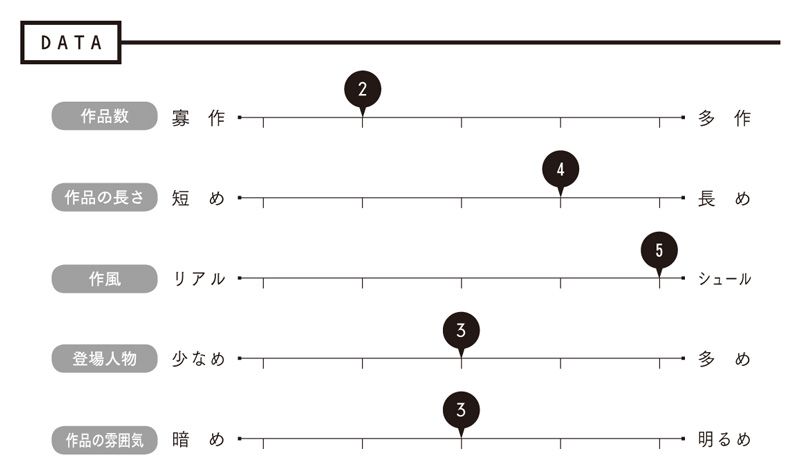 DATA
2
作品数 寡作 多作
4
作品の長さ 短め 長め
5
作風 リアル シュール
3
登場人物 少なめ 多め
3
作品の雰囲気 暗め 明るめ